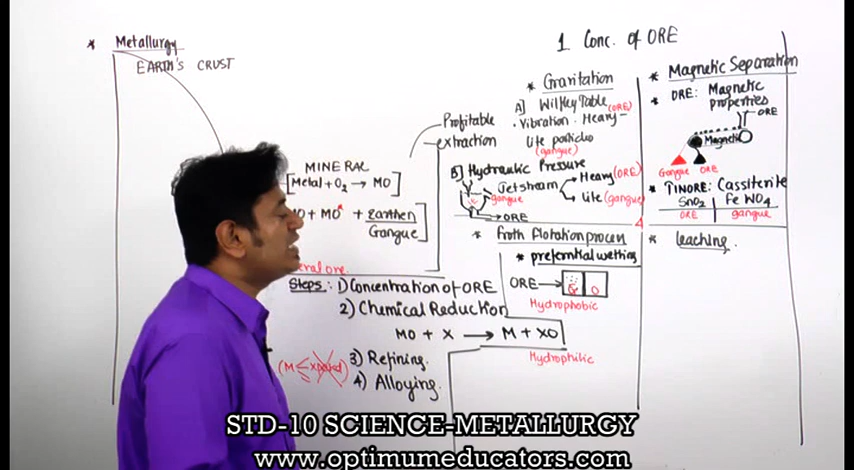 * Metallurgy
EARTH'S CRUST
Profitable
extraction
MINERAL
[Metal + O₂ → MO]
+ MO + Earthen
Gangue]
Steps: 1) Concentration of ORE
2) Chemical Reduction
MO + X → M + XO
3) Refining.
4) Alloying.
1 Conc. of ORE
* Gravitation
A] Wilfley Table
(ORE)
. Vibration . Heavy -
Lite particles
(gangue)
B] Hydraulic Pressure
Jetstream
Heavy (ORE)
Lite (gangue)
gangue
→ ORE
* froth flotation process
* preferential wetting
ORE →
Hydrophobic
Hydrophilic
* Magnetic Separation
* ORE: Magnetic
properties
ORE
Magnetic
Gangue ORE
* TINORE: Cassiterite
SnO₂ FeWO₄
ORE gangue
* leaching.
STD-10 SCIENCE-METALLURGY
www.optimumeducators.com